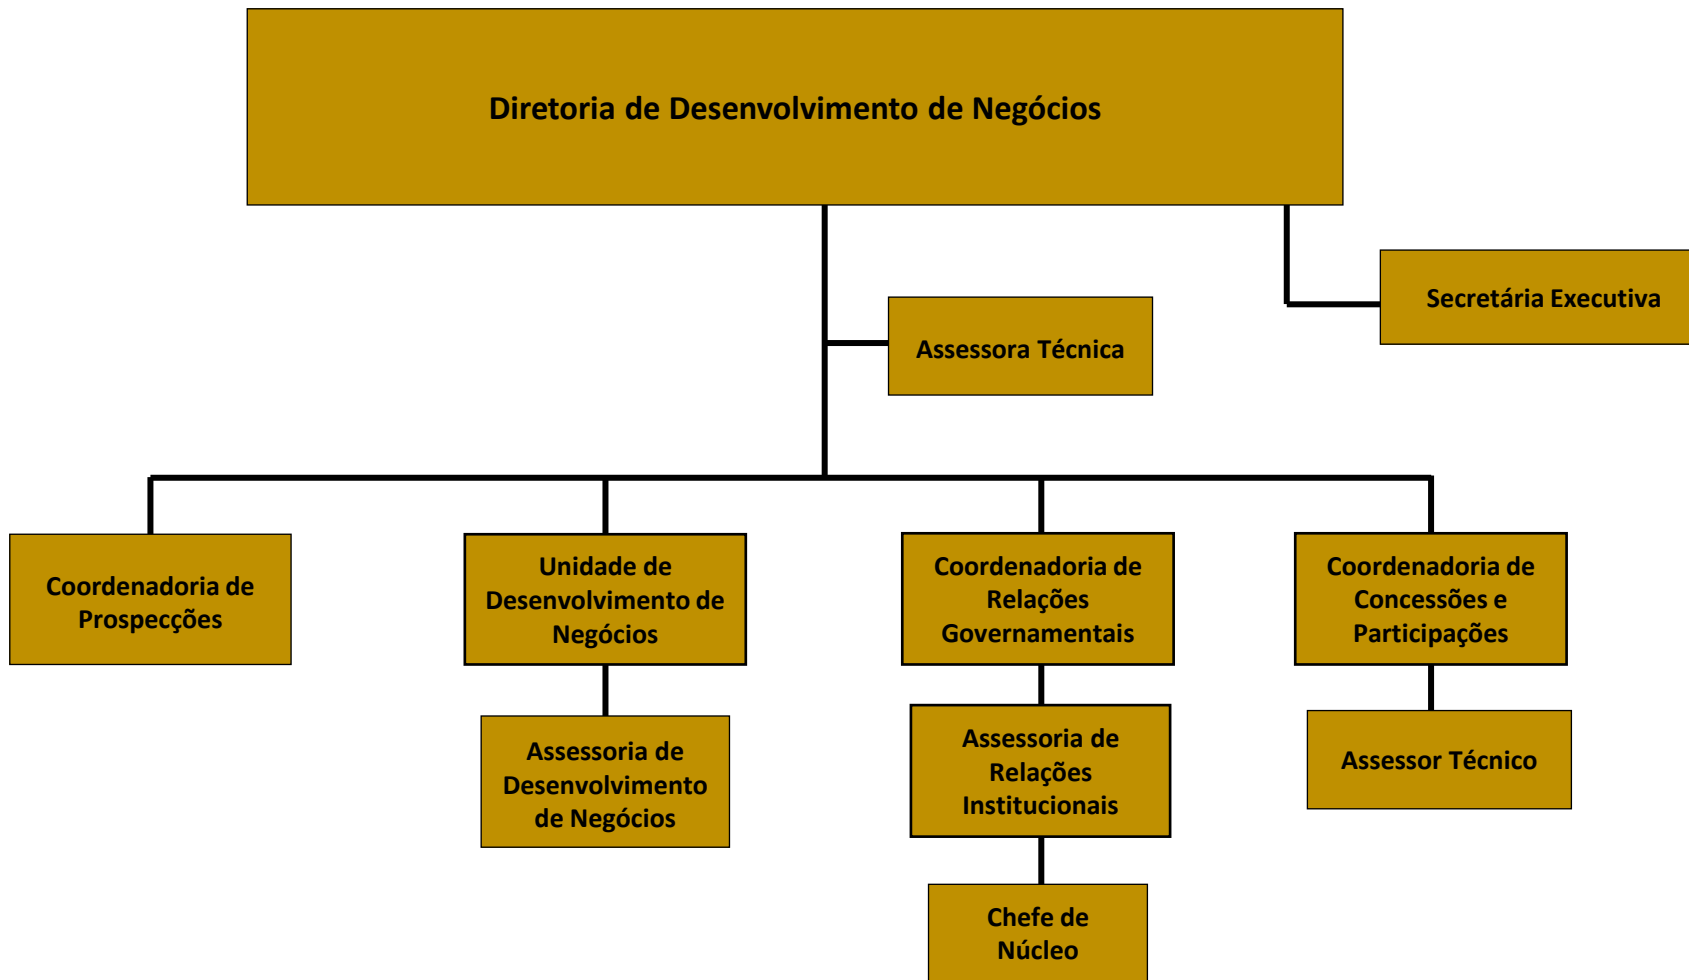 Diretoria de Desenvolvimento de Negócios
Secretária Executiva
Assessora Técnica
Coordenadoria de
Prospecções
Unidade de
Desenvolvimento de
Negócios
Coordenadoria de
Relações
Governamentais
Coordenadoria de
Concessões e
Participações
Assessoria de
Desenvolvimento
de Negócios
Assessoria de
Relações
Institucionais
Assessor Técnico
Chefe de
Núcleo